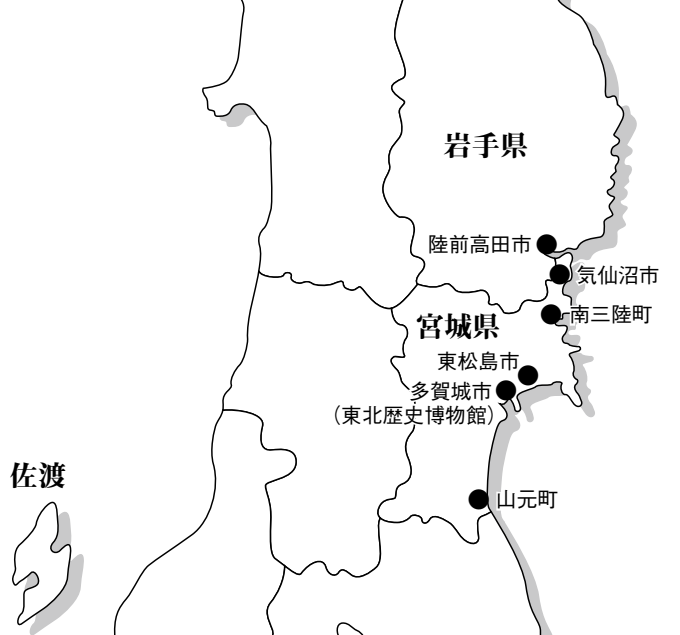 岩手県
陸前高田市
気仙沼市
南三陸町
宮城県
東松島市
多賀城市
（東北歴史博物館）
佐渡
山元町